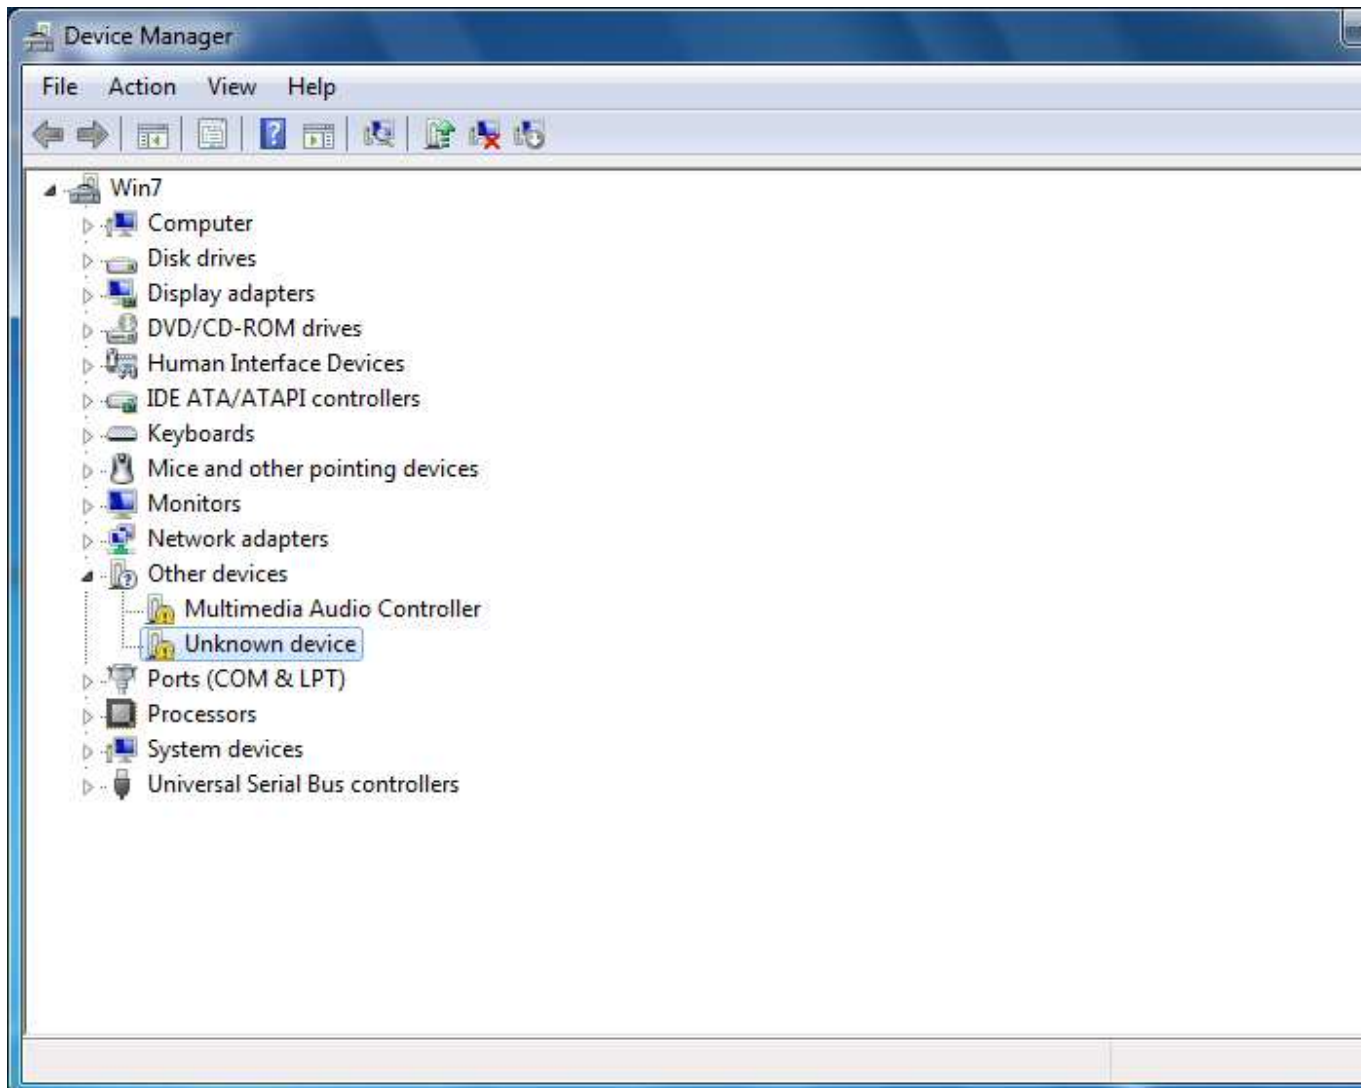 Device Manager
File Action View Help
Win7
Computer
Disk drives
Display adapters
DVD/CD-ROM drives
Human Interface Devices
IDE ATA/ATAPI controllers
Keyboards
Mice and other pointing devices
Monitors
Network adapters
Other devices
Multimedia Audio Controller
Unknown device
Ports (COM & LPT)
Processors
System devices
Universal Serial Bus controllers